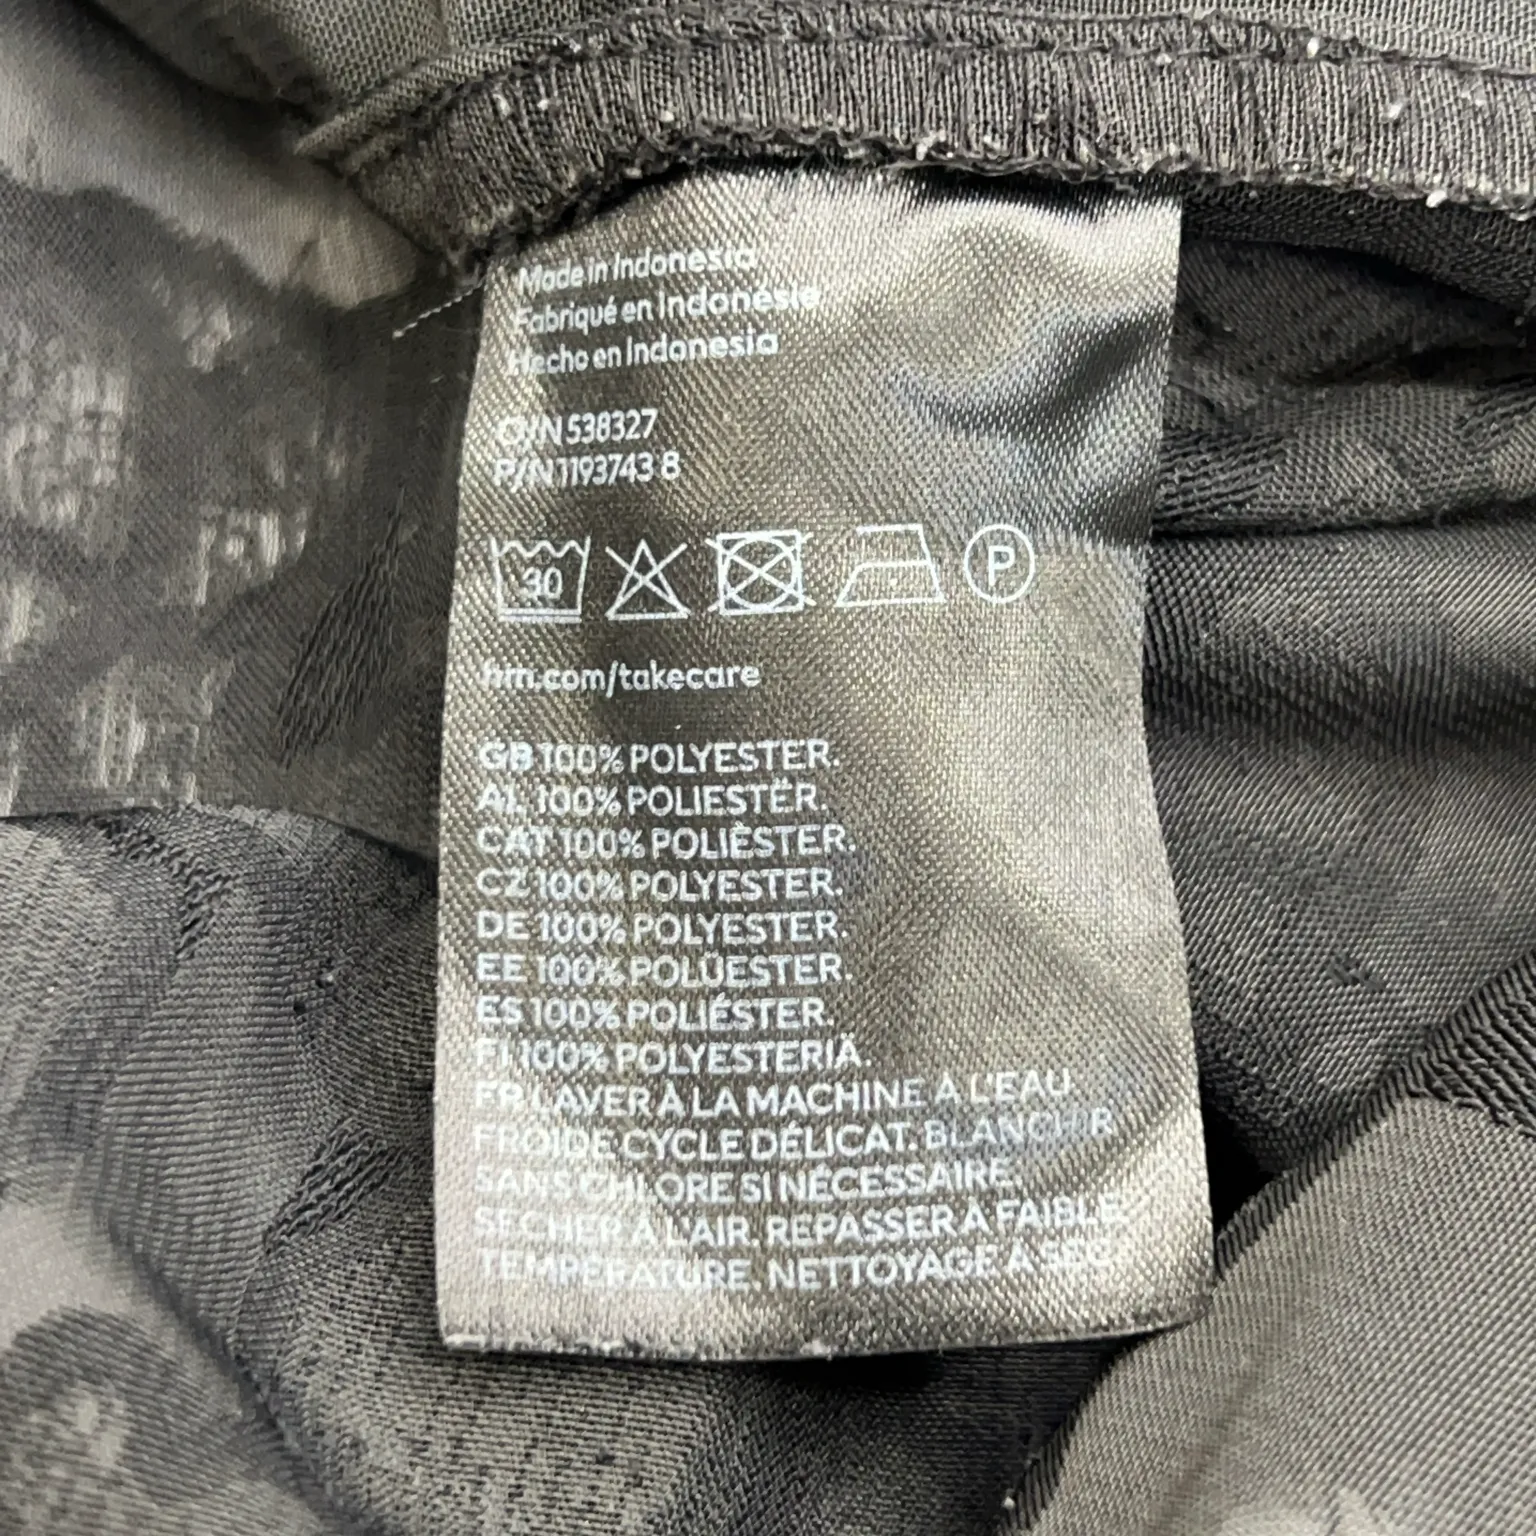 Made in Indonesia
Fabriqué en Indonésie
Hecho en Indonesia
C/N 538327
P/N 1193743 8
30 P
hm.com/takecare
GB 100% POLYESTER.
AL 100% POLIESTËR.
CAT 100% POLIÈSTER.
CZ 100% POLYESTER.
DE 100% POLYESTER.
EE 100% POLÜESTER.
ES 100% POLIÉSTER.
FI 100% POLYESTERIÄ.
FR LAVER À LA MACHINE À L'EAU
FROIDE CYCLE DÉLICAT. BLANCHIR
SANS CHLORE SI NÉCESSAIRE.
SÉCHER À L'AIR. REPASSER À FAIBLE
TEMPÉRATURE. NETTOYAGE À SEC.